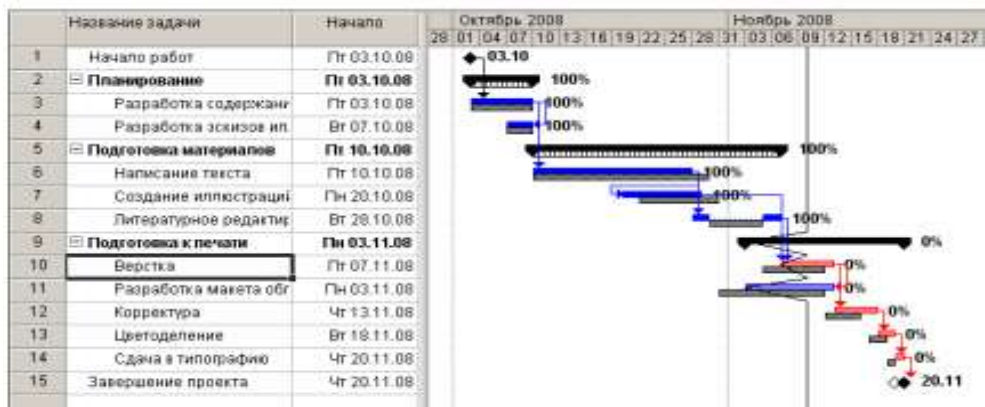 Название задачи Начало Октябрь 2008 Ноябрь 2008
28 01 04 07 10 13 16 19 22 25 28 31 03 06 09 12 15 18 21 24 27
1 Начало работ Пт 03.10.08 03.10
2 Планирование Пт 03.10.08 100%
3 Разработка содержани Пт 03.10.08 100%
4 Разработка эскизов ил. Вт 07.10.08 100%
5 Подготовка материалов Пт 10.10.08 100%
6 Написание текста Пт 10.10.08 100%
7 Создание иллюстраций Пн 20.10.08 100%
8 Литературное редактир Вт 28.10.08 100%
9 Подготовка к печати Пн 03.11.08 0%
10 Верстка Пт 07.11.08 0%
11 Разработка макета обг Пн 03.11.08 0%
12 Корректура Чт 13.11.08 0%
13 Цветоделение Вт 18.11.08 0%
14 Сдача в типографию Чт 20.11.08 0%
15 Завершение проекта Чт 20.11.08 20.11